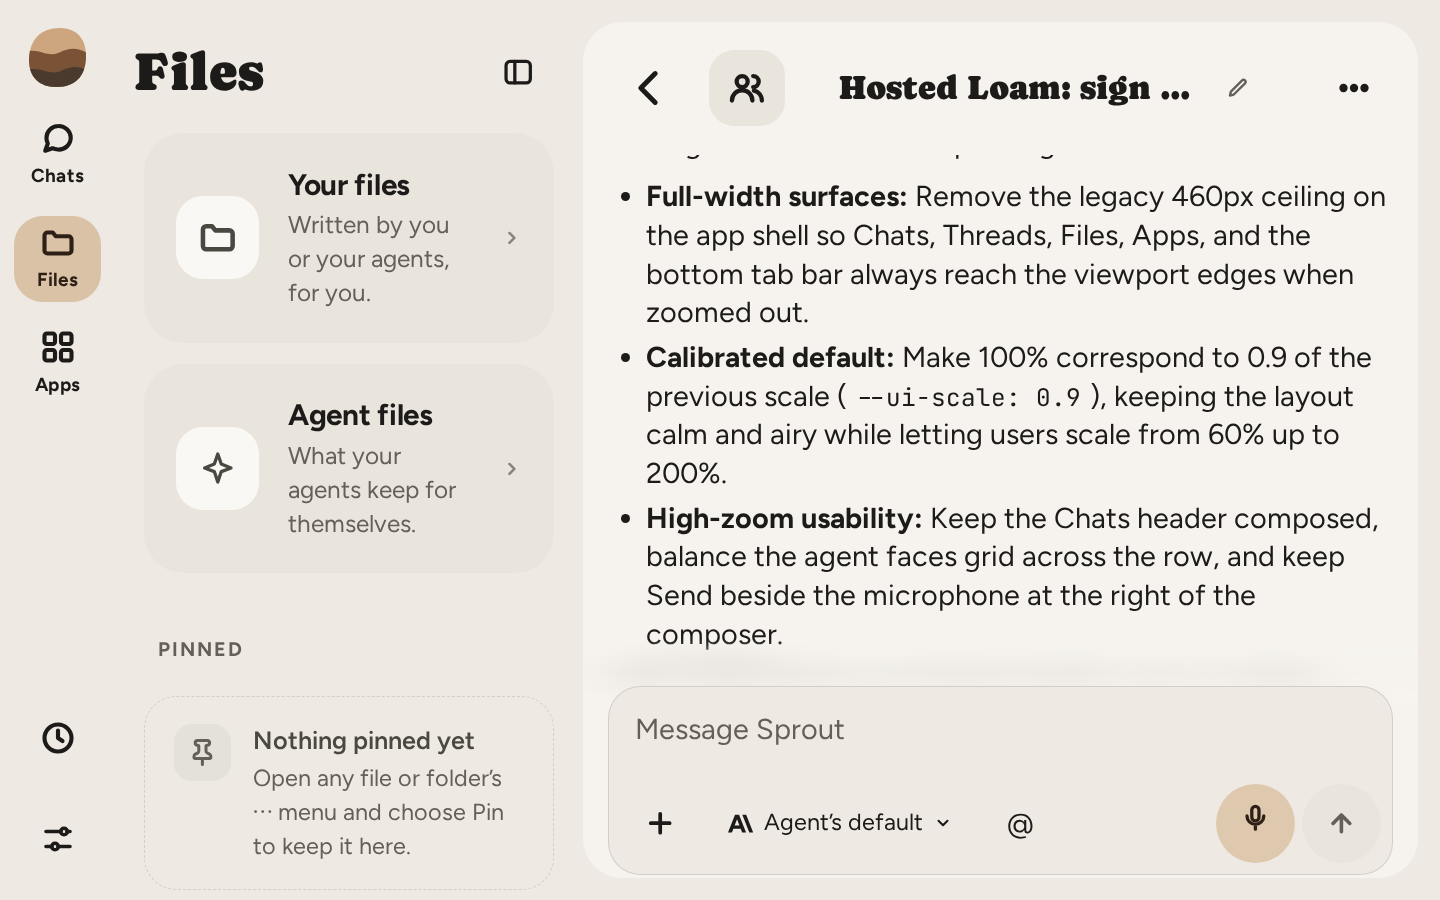 Files
Chats
Files
Apps
Your files
Written by you
or your agents,
for you.
Agent files
What your
agents keep for
themselves.
PINNED
Nothing pinned yet
Open any file or folder’s
··· menu and choose Pin
to keep it here.
Hosted Loam: sign ...
• Full-width surfaces: Remove the legacy 460px ceiling on
the app shell so Chats, Threads, Files, Apps, and the
bottom tab bar always reach the viewport edges when
zoomed out.
• Calibrated default: Make 100% correspond to 0.9 of the
previous scale ( --ui-scale: 0.9 ), keeping the layout
calm and airy while letting users scale from 60% up to
200%.
• High-zoom usability: Keep the Chats header composed,
balance the agent faces grid across the row, and keep
Send beside the microphone at the right of the
composer.
Message Sprout
Agent’s default
@